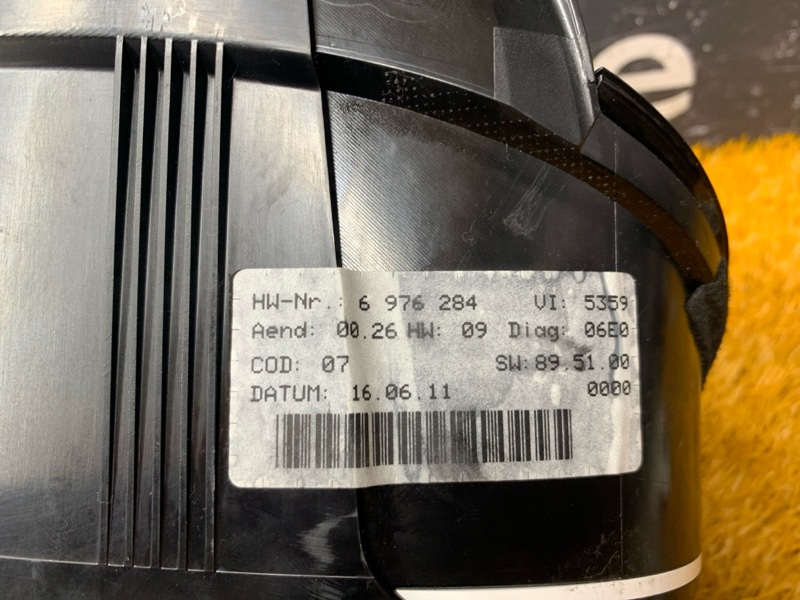 e
HW-Nr.: 6 976 284 VI: 5359
Aend: 00.26 HW: 09 Diag: 06E0
COD: 07 SW: 89.51.00
DATUM: 16.06.11 0000